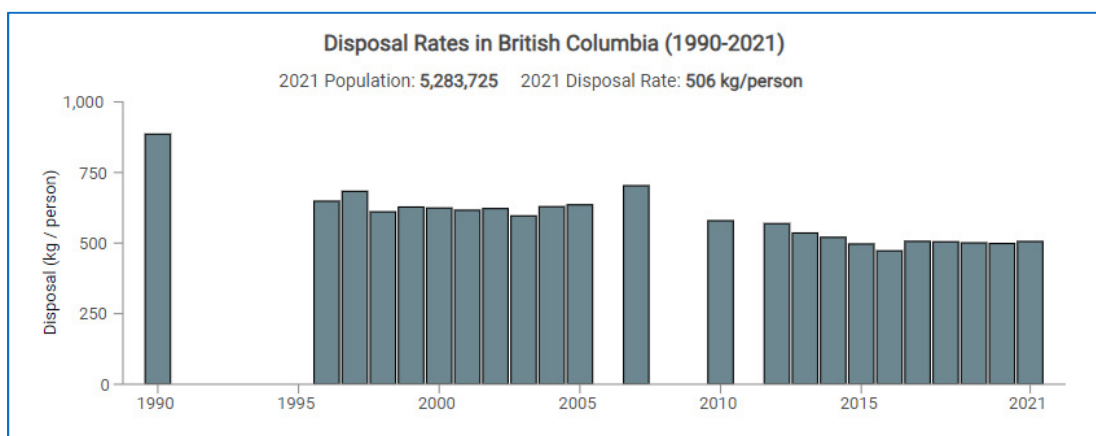 Disposal Rates in British Columbia (1990-2021)
2021 Population: 5,283,725 2021 Disposal Rate: 506 kg/person
1,000
750
500
250
0
Disposal (kg / person)
1990 1995 2000 2005 2010 2015 2021